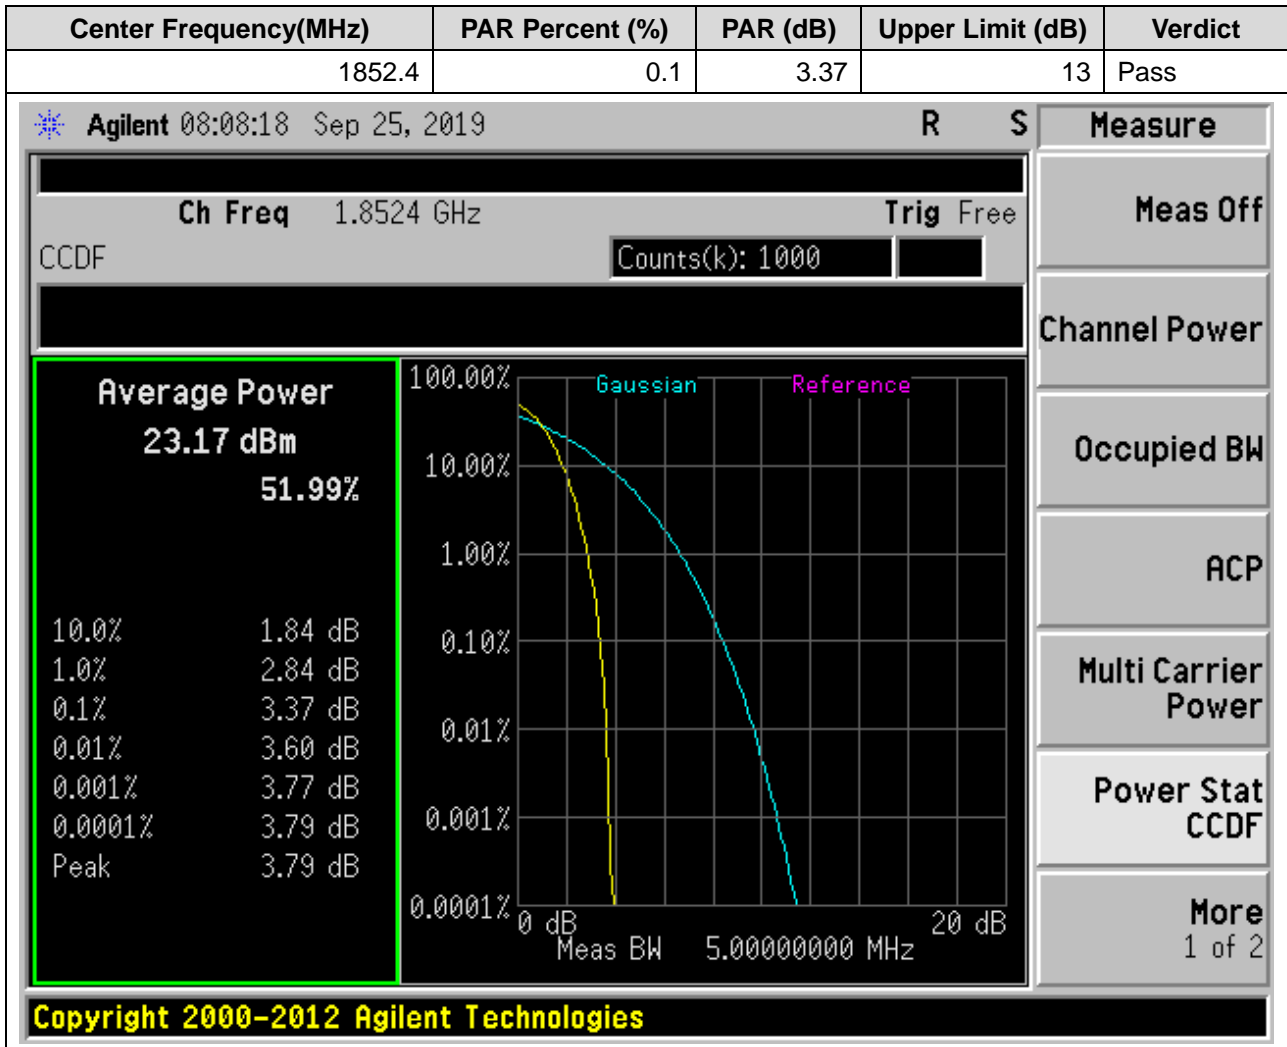 Center Frequency(MHz) PAR Percent (%) PAR (dB) Upper Limit (dB) Verdict
1852.4 0.1 3.37 13 Pass
Agilent 08:08:18 Sep 25, 2019 R S
Measure
Ch Freq 1.8524 GHz Trig Free
CCDF Counts(k): 1000
Meas Off
Channel Power
Occupied BW
ACP
Multi Carrier
Power
Power Stat
CCDF
More
1 of 2
Average Power
23.17 dBm
51.99%
10.0% 1.84 dB
1.0% 2.84 dB
0.1% 3.37 dB
0.01% 3.60 dB
0.001% 3.77 dB
0.0001% 3.79 dB
Peak 3.79 dB
Gaussian Reference
100.00%
10.00%
1.00%
0.10%
0.01%
0.001%
0.0001%
0 dB 20 dB
Meas BW 5.00000000 MHz
Copyright 2000-2012 Agilent Technologies